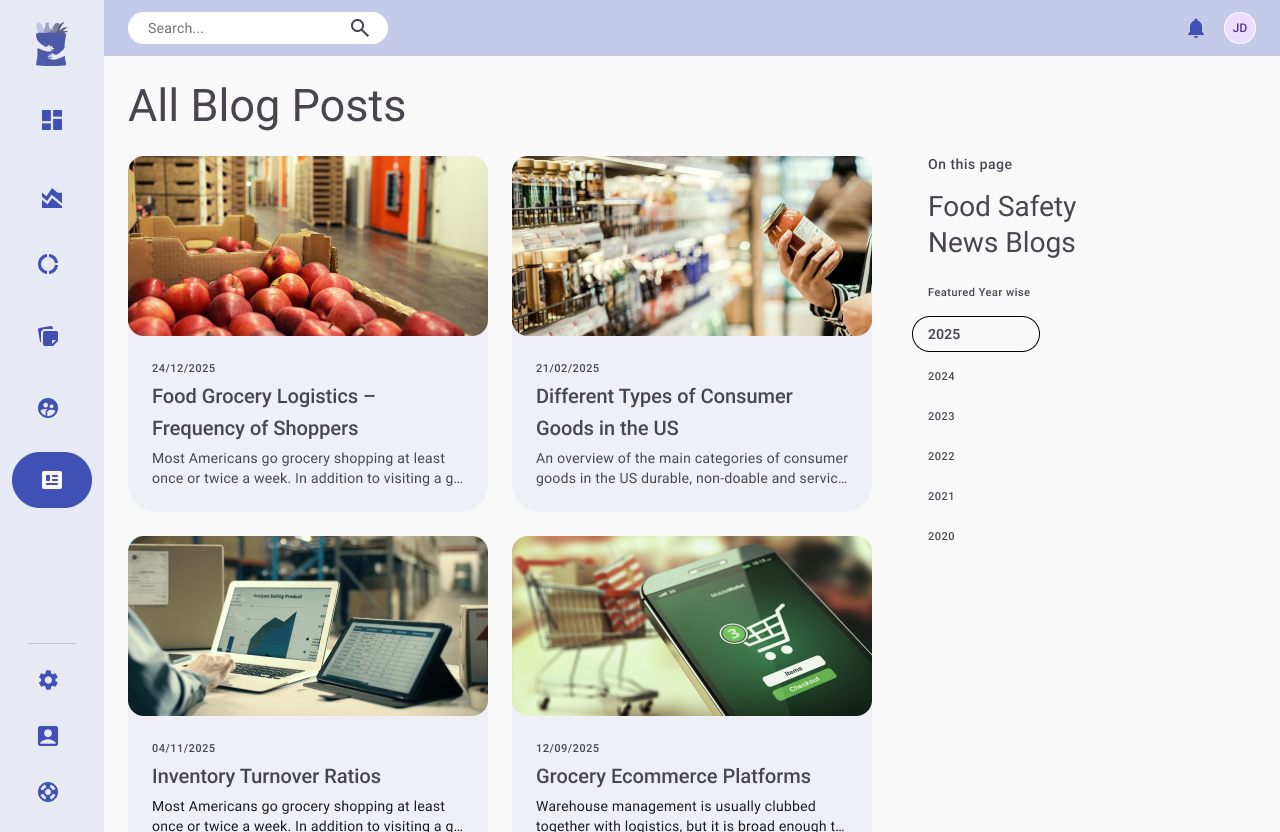 Search...
JD
All Blog Posts
On this page
Food Safety
News Blogs
Featured Year wise
2025
2024
2023
2022
2021
2020
24/12/2025
Food Grocery Logistics –
Frequency of Shoppers
Most Americans go grocery shopping at least
once or twice a week. In addition to visiting a g...
21/02/2025
Different Types of Consumer
Goods in the US
An overview of the main categories of consumer
goods in the US durable, non-doable and servic...
Analysis Selling Product
MobileWallet
3
Items
Checkout
04/11/2025
Inventory Turnover Ratios
Most Americans go grocery shopping at least
once or twice a week. In addition to visiting a g...
12/09/2025
Grocery Ecommerce Platforms
Warehouse management is usually clubbed
together with logistics, but it is broad enough t...